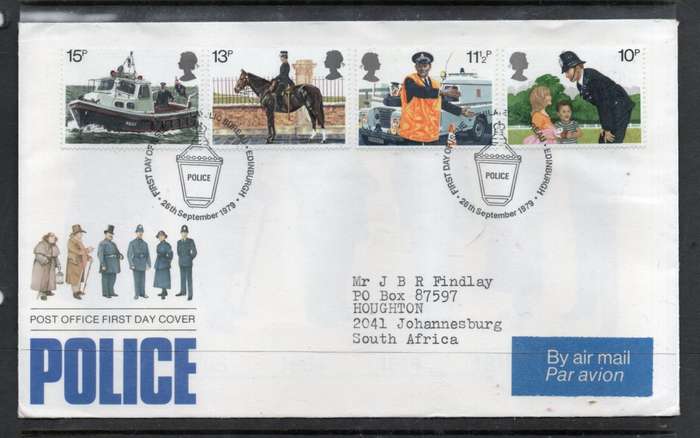 15P
13P
11½P
10P
FIRST DAY OF
PHILATELIC BUREAU · EDINBURGH ·
POLICE
26th September 1979
FIRST DAY OF
EDINBURGH ·
POLICE
26th September 1979
Mr J B R Findlay
PO Box 87597
HOUGHTON
2041 Johannesburg
South Africa
POST OFFICE FIRST DAY COVER
POLICE
By air mail
Par avion